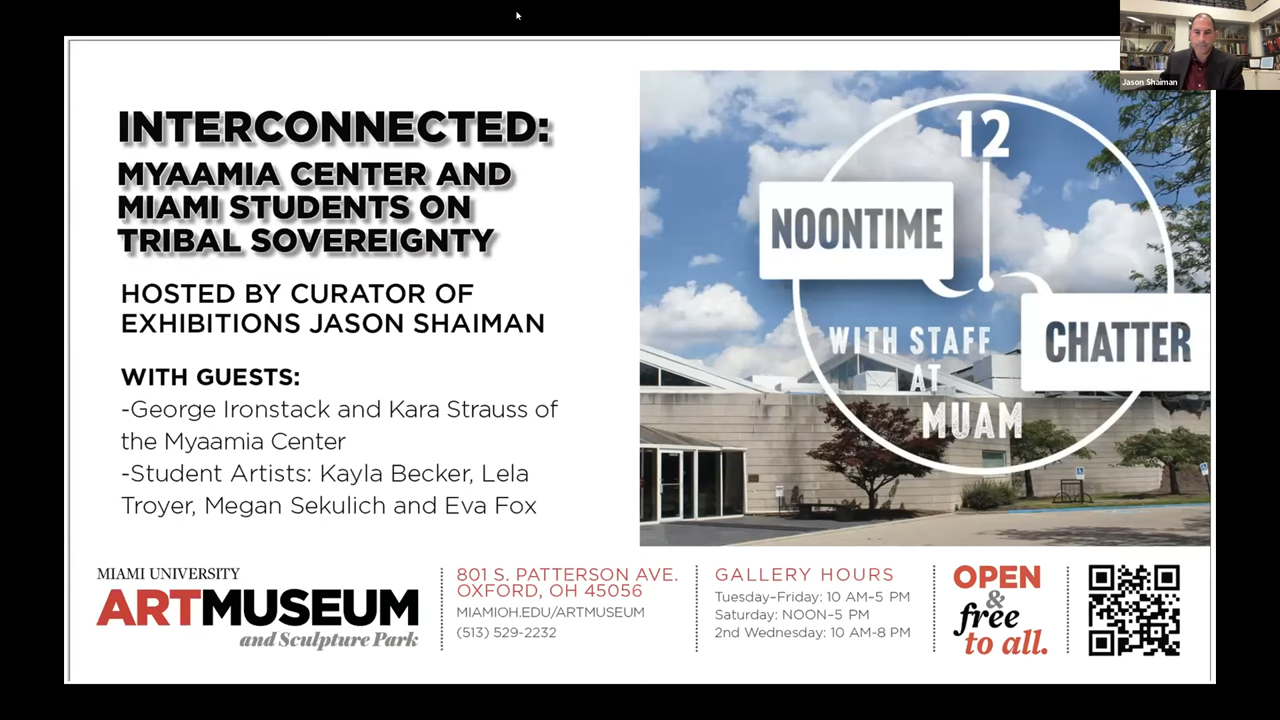 Jason Shaiman
INTERCONNECTED:
MYAAMIA CENTER AND
MIAMI STUDENTS ON
TRIBAL SOVEREIGNTY
HOSTED BY CURATOR OF
EXHIBITIONS JASON SHAIMAN
WITH GUESTS:
-George Ironstack and Kara Strauss of
the Myaamia Center
-Student Artists: Kayla Becker, Lela
Troyer, Megan Sekulich and Eva Fox
12
NOONTIME
CHATTER
WITH STAFF
AT
MUAM
MIAMI UNIVERSITY
ARTMUSEUM
and Sculpture Park
801 S. PATTERSON AVE.
OXFORD, OH 45056
MIAMIOH.EDU/ARTMUSEUM
(513) 529-2232
GALLERY HOURS
Tuesday–Friday: 10 AM–5 PM
Saturday: NOON–5 PM
2nd Wednesday: 10 AM-8 PM
OPEN
&
free
to all.